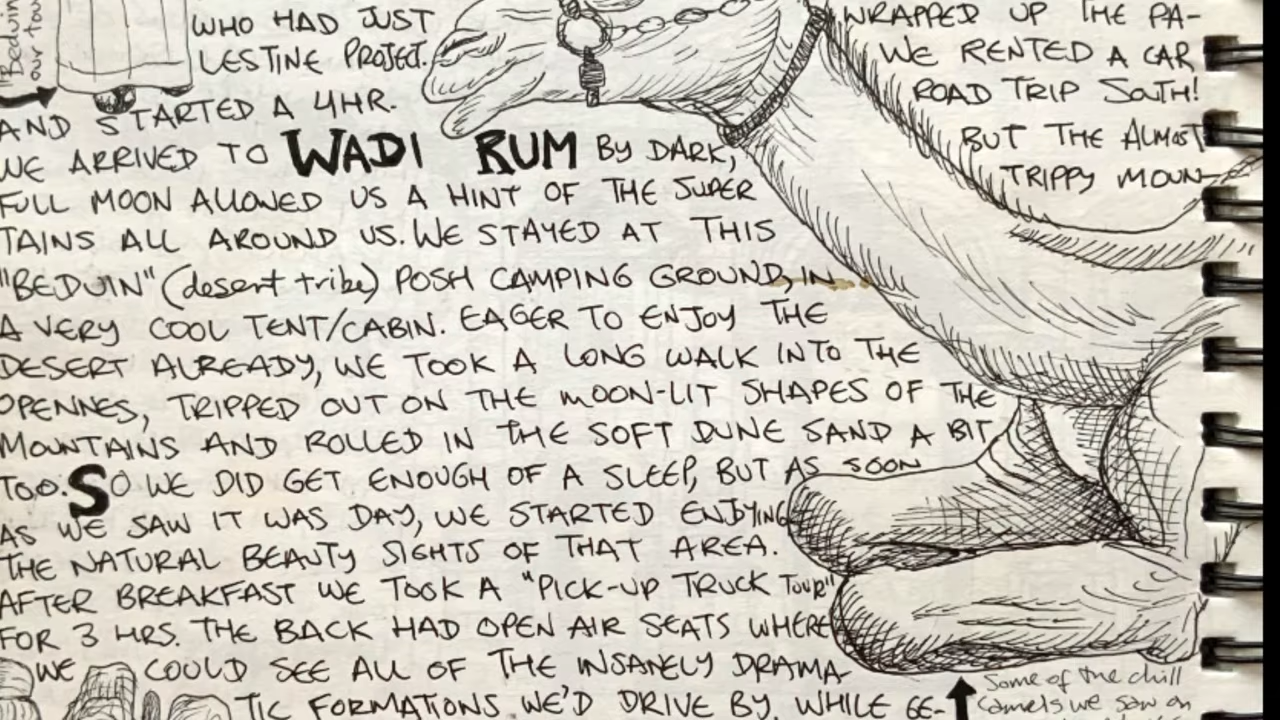 Beduin
our tou
WHO HAD JUST WRAPPED UP THE PA-
LESTINE PROJECT. WE RENTED A CAR
AND STARTED A 4HR. ROAD TRIP SOUTH!
WE ARRIVED TO WADI RUM BY DARK, BUT THE ALMOST
FULL MOON ALLOWED US A HINT OF THE SUPER TRIPPY MOUN-
TAINS ALL AROUND US. WE STAYED AT THIS
"BEDUIN" (desert tribe) POSH CAMPING GROUND, IN
A VERY COOL TENT/CABIN. EAGER TO ENJOY THE
DESERT ALREADY, WE TOOK A LONG WALK INTO THE
OPENNES, TRIPPED OUT ON THE MOON-LIT SHAPES OF THE
MOUNTAINS AND ROLLED IN THE SOFT DUNE SAND A BIT
TOO. SO WE DID GET ENOUGH OF A SLEEP, BUT AS SOON
AS WE SAW IT WAS DAY, WE STARTED ENJYING
THE NATURAL BEAUTY SIGHTS OF THAT AREA.
AFTER BREAKFAST WE TOOK A "PICK-UP TRUCK TOUR"
FOR 3 HRS. THE BACK HAD OPEN AIR SEATS WHERE
WE COULD SEE ALL OF THE INSANELY DRAMA-
TIC FORMATIONS WE'D DRIVE BY, WHILE GE-
Some of the chill
camels we saw on